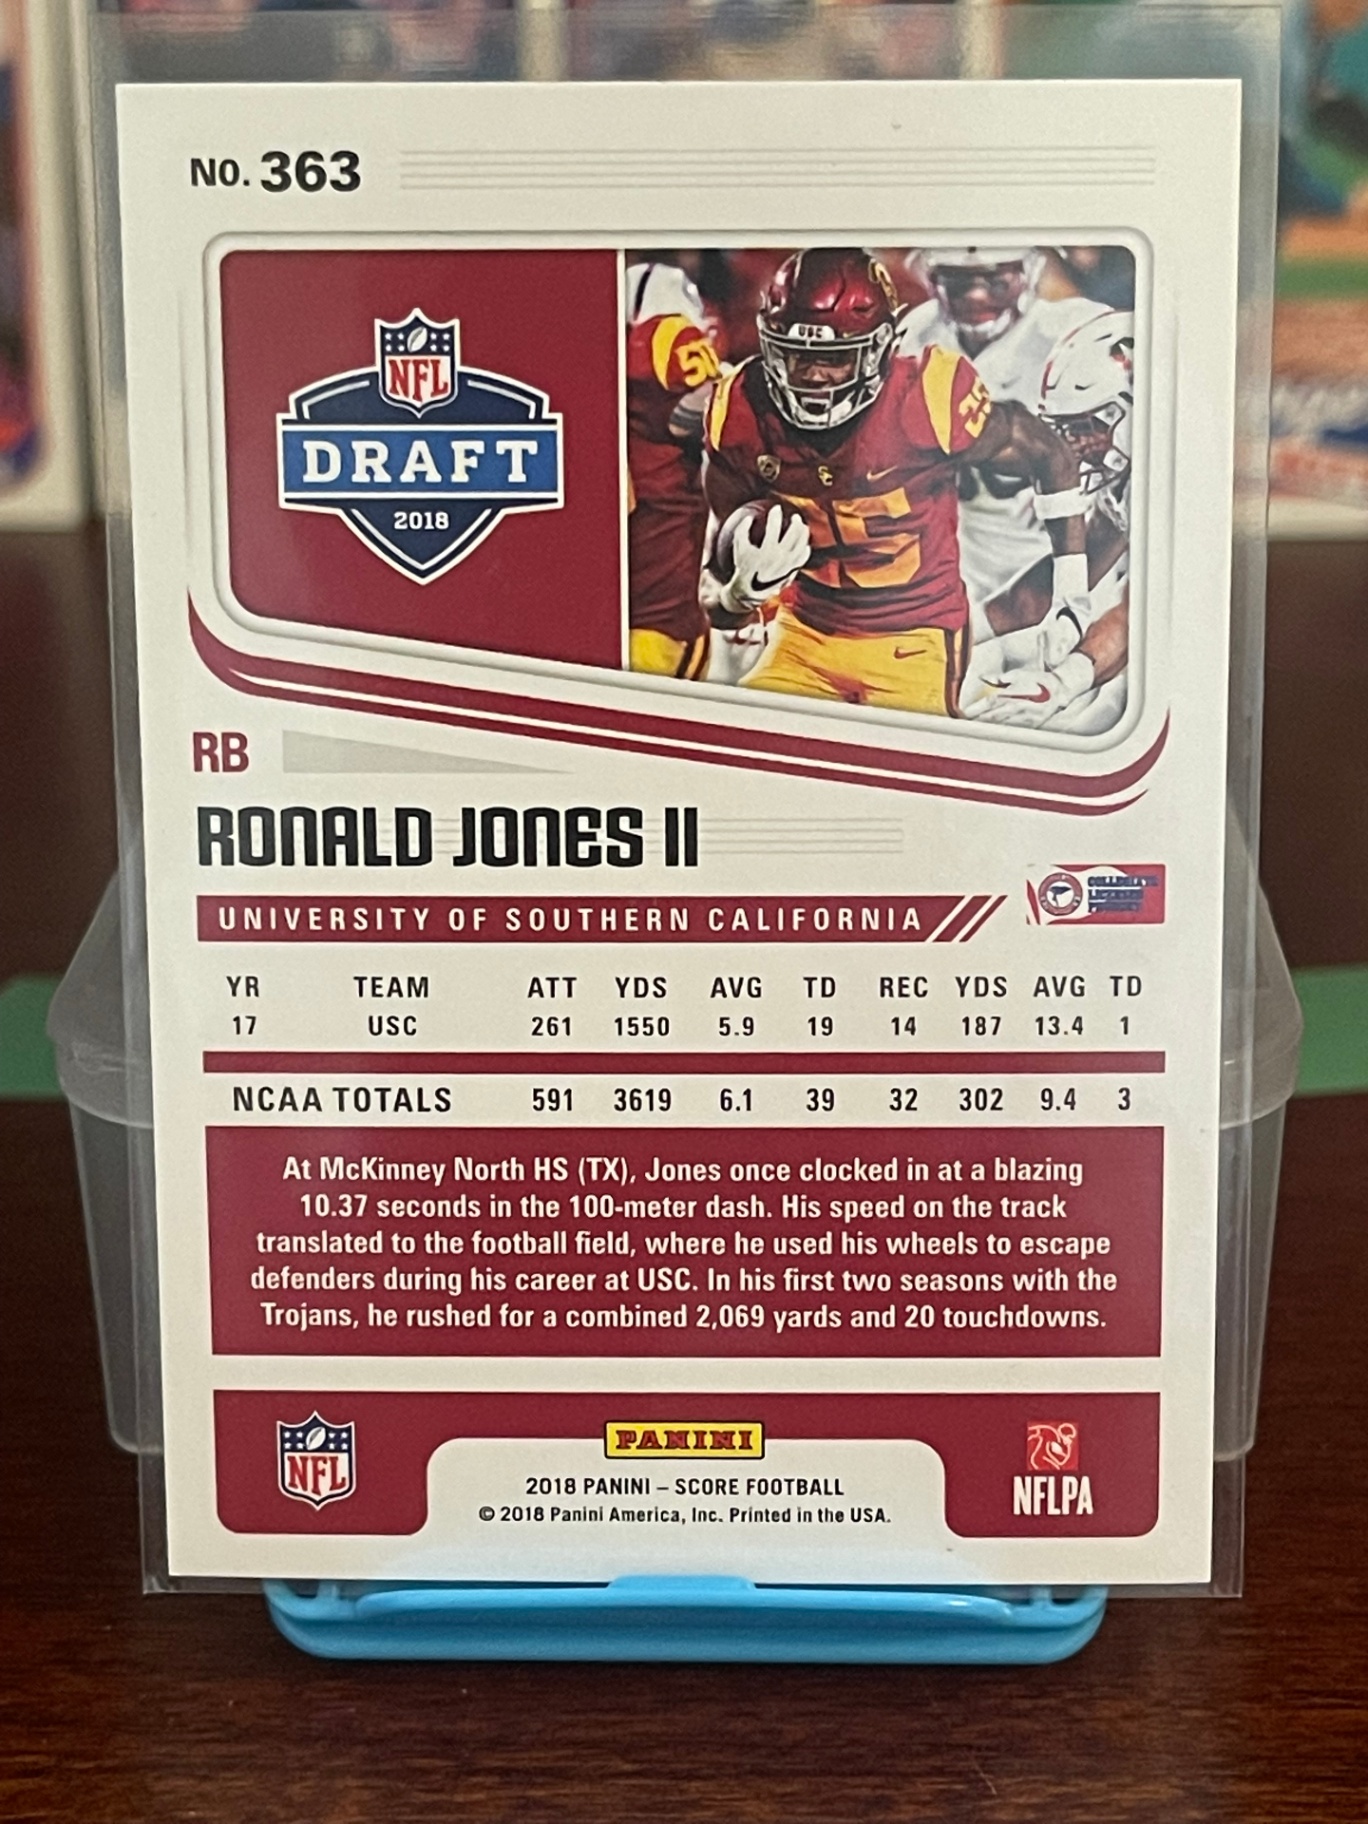 No. 363
NFL
DRAFT
2018
USC
50
25
SC
25
RB
RONALD JONES II
UNIVERSITY OF SOUTHERN CALIFORNIA
COLLEGIATE
LICENSED
YR TEAM ATT YDS AVG TD REC YDS AVG TD
17 USC 261 1550 5.9 19 14 187 13.4 1
NCAA TOTALS 591 3619 6.1 39 32 302 9.4 3
At McKinney North HS (TX), Jones once clocked in at a blazing
10.37 seconds in the 100-meter dash. His speed on the track
translated to the football field, where he used his wheels to escape
defenders during his career at USC. In his first two seasons with the
Trojans, he rushed for a combined 2,069 yards and 20 touchdowns.
NFL
PANINI
NFLPA
2018 PANINI – SCORE FOOTBALL
© 2018 Panini America, Inc. Printed in the USA.